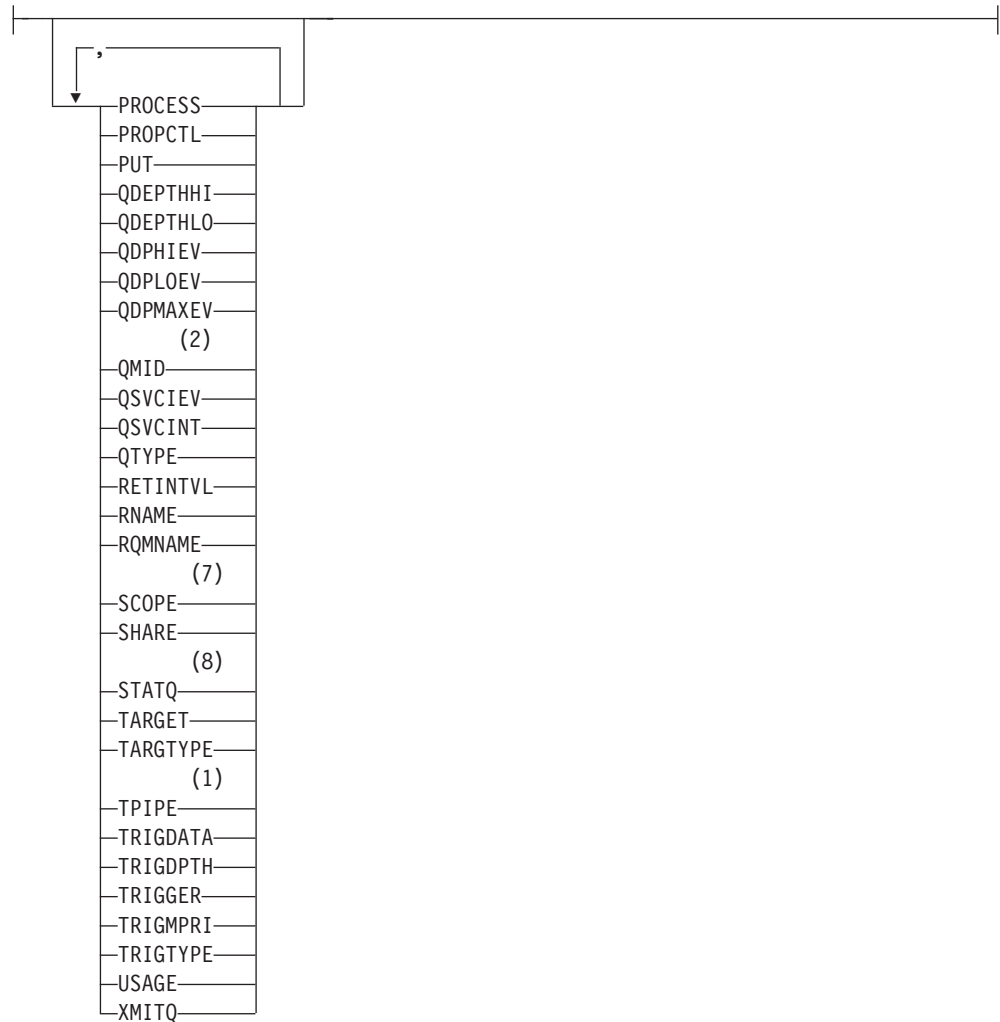 ,
PROCESS
PROPCTL
PUT
QDEPTHHI
QDEPTHLO
QDPHIEV
QDPLOEV
QDPMAXEV
(2)
QMID
QSVCIEV
QSVCINT
QTYPE
RETINTVL
RNAME
RQMNAME
(7)
SCOPE
SHARE
(8)
STATQ
TARGET
TARGTYPE
(1)
TPIPE
TRIGDATA
TRIGDPTH
TRIGGER
TRIGMPRI
TRIGTYPE
USAGE
XMITQ